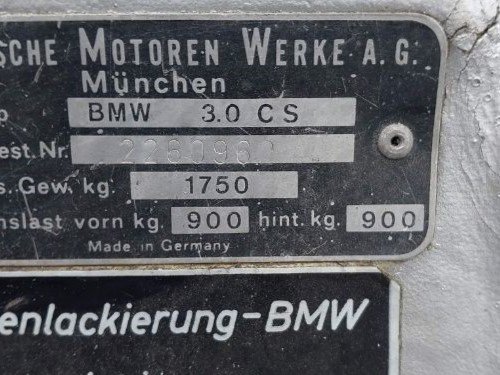 SCHE MOTOREN WERKE A.G.
München
p BMW 3.0 CS
est. Nr.
s. Gew. kg. 1750
nslast vorn kg. 900 hint. kg. 900
Made in Germany
enlackierung-BMW